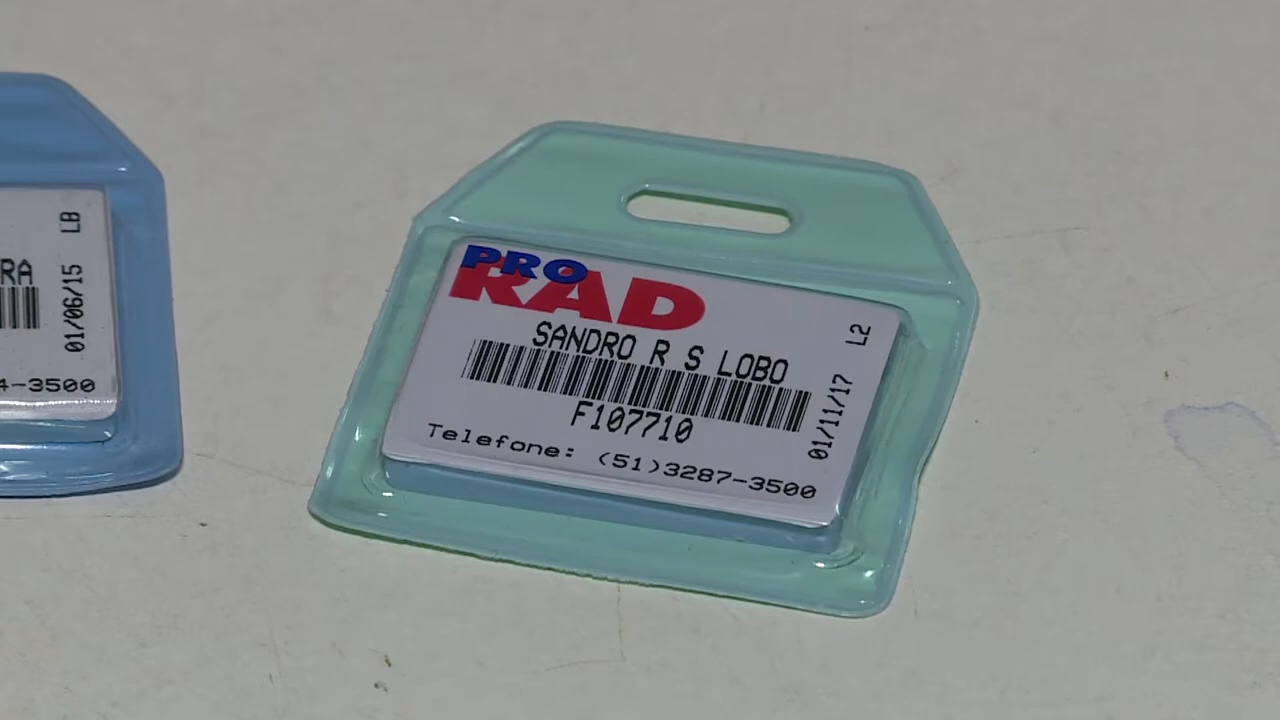 LB
RA
01/06/15
4-3500
PRO
RAD
L2
SANDRO R S LOBO
01/11/17
F107710
Telefone: (51)3287-3500